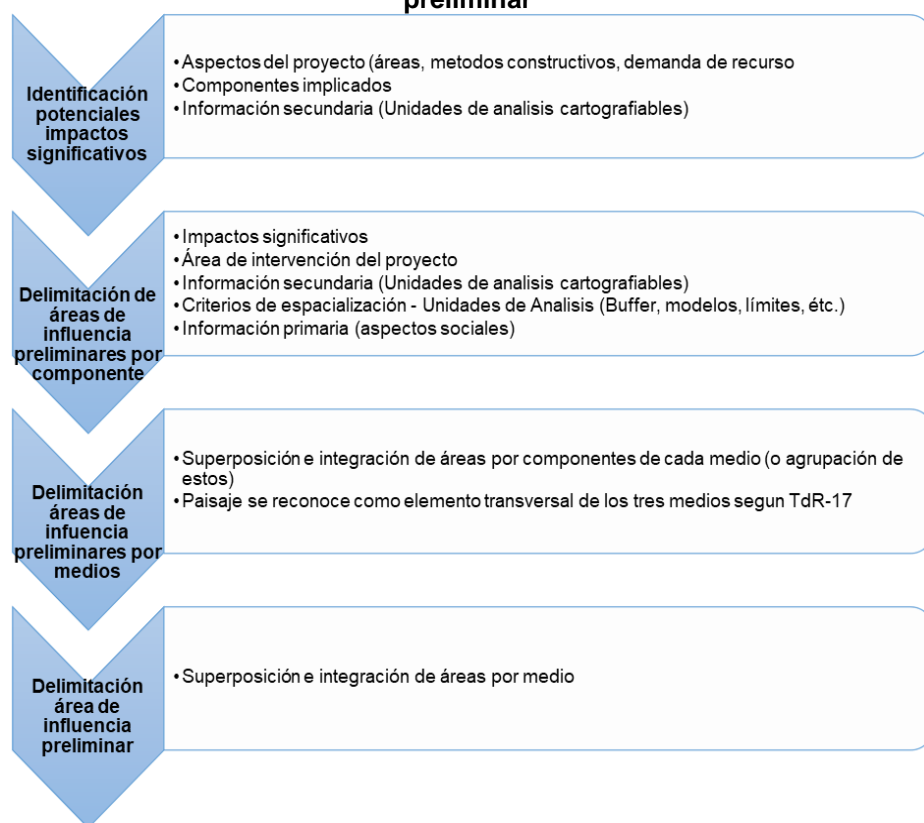 preliminar
Identificación
potenciales
impactos
significativos
•Aspectos del proyecto (áreas, metodos constructivos, demanda de recurso
•Componentes implicados
•Información secundaria (Unidades de analisis cartografiables)
Delimitación de
áreas de
influencia
preliminares por
componente
•Impactos significativos
•Área de intervención del proyecto
•Información secundaria (Unidades de analisis cartografiables)
•Criterios de espacialización - Unidades de Analisis (Buffer, modelos, límites, étc.)
•Información primaria (aspectos sociales)
Delimitación
áreas de
infuencia
preliminares por
medios
•Superposición e integración de áreas por componentes de cada medio (o agrupación de
estos)
•Paisaje se reconoce como elemento transversal de los tres medios segun TdR-17
Delimitación
área de
influencia
preliminar
•Superposición e integración de áreas por medio